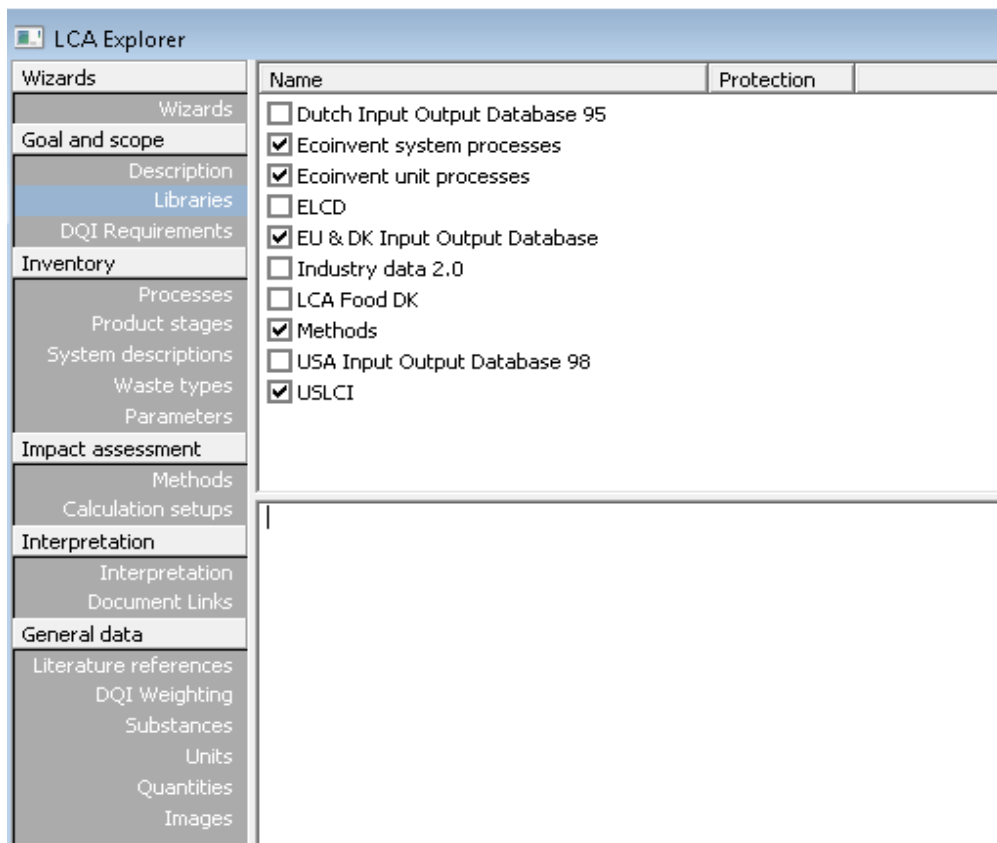 LCA Explorer
Wizards
Wizards
Goal and scope
Description
Libraries
DQI Requirements
Inventory
Processes
Product stages
System descriptions
Waste types
Parameters
Impact assessment
Methods
Calculation setups
Interpretation
Interpretation
Document Links
General data
Literature references
DQI Weighting
Substances
Units
Quantities
Images
Name Protection
Dutch Input Output Database 95
Ecoinvent system processes
Ecoinvent unit processes
ELCD
EU & DK Input Output Database
Industry data 2.0
LCA Food DK
Methods
USA Input Output Database 98
USLCI